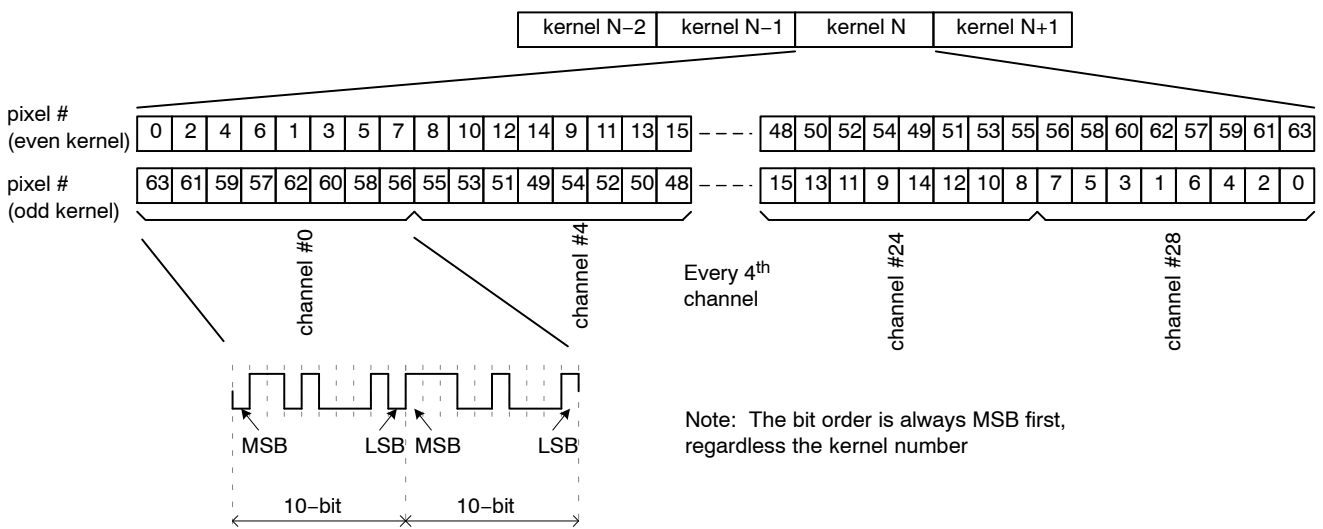 kernel N−2 kernel N−1 kernel N kernel N+1
pixel #
(even kernel)
0 2 4 6 1 3 5 7 8 10 12 14 9 11 13 15 48 50 52 54 49 51 53 55 56 58 60 62 57 59 61 63
pixel #
(odd kernel)
63 61 59 57 62 60 58 56 55 53 51 49 54 52 50 48 15 13 11 9 14 12 10 8 7 5 3 1 6 4 2 0
channel #0
channel #4
Every 4th
channel
channel #24
channel #28
MSB LSB MSB LSB
Note: The bit order is always MSB first,
regardless the kernel number
10−bit 10−bit